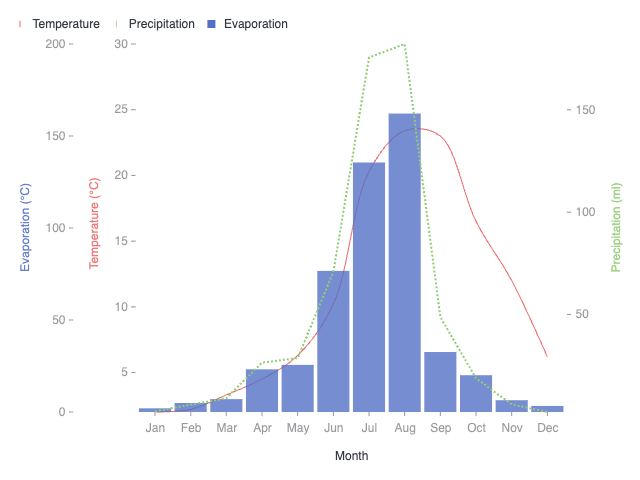 Temperature Precipitation Evaporation
200
150
100
50
0
Evaporation (°C)
30
25
20
15
10
5
Temperature (°C)
150
100
50
Precipitation (ml)
Jan Feb Mar Apr May Jun Jul Aug Sep Oct Nov Dec
Month